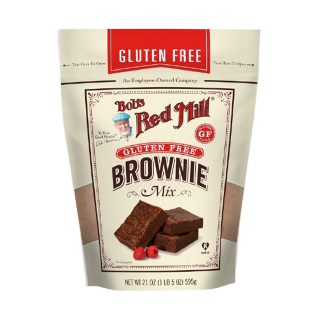 GLUTEN FREE
An Employee-Owned Company
Bob's
Red Mill
GF
GLUTEN FREE
BROWNIE
Mix
NET WT 21 OZ (1 LB 5 OZ) 595g